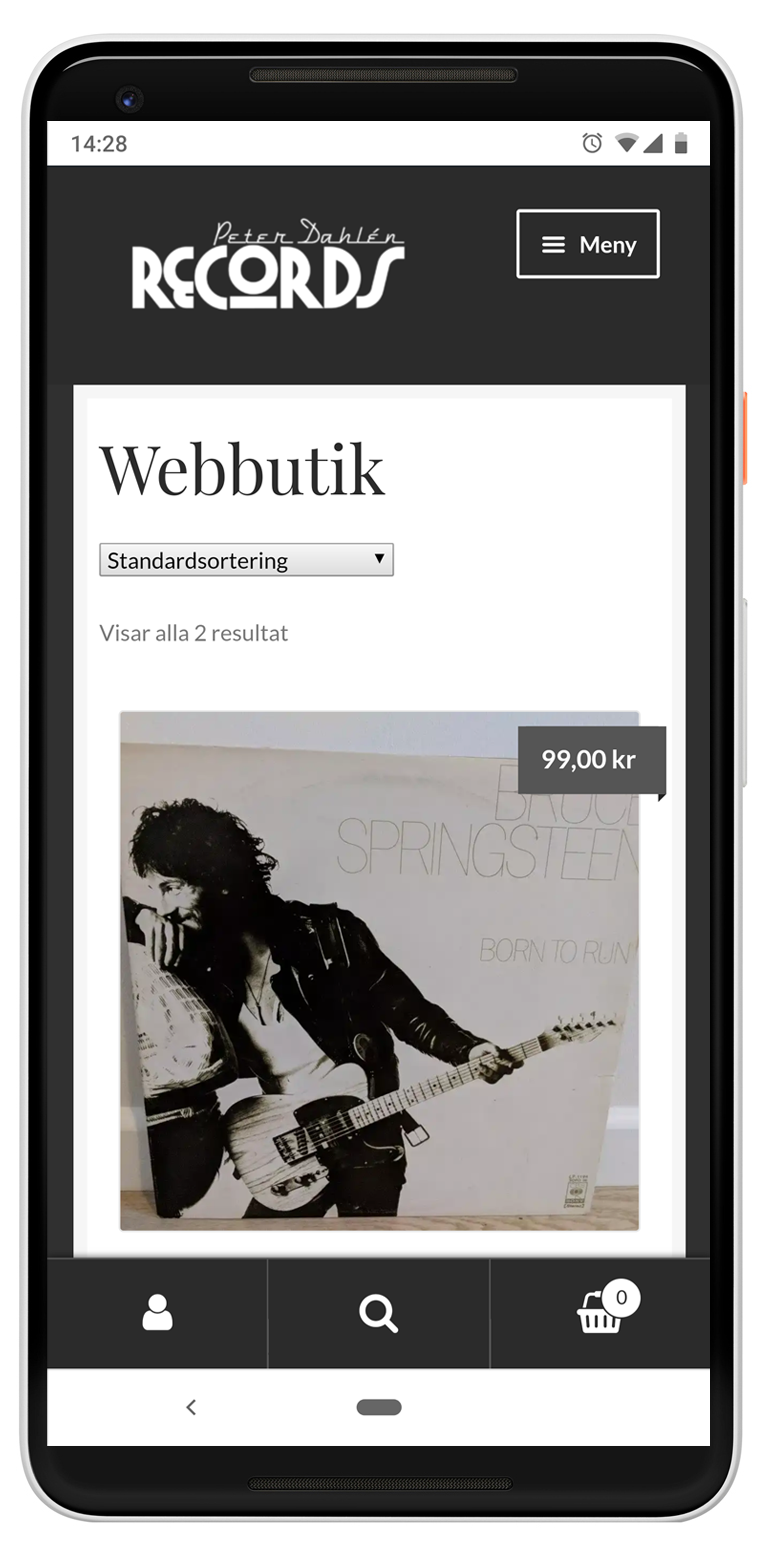 14:28
Peter Dahlén
RECORDS
Meny
Webbutik
Standardsortering
Visar alla 2 resultat
99,00 kr
BRUCE
SPRINGSTEEN
BORN TO RUN
0